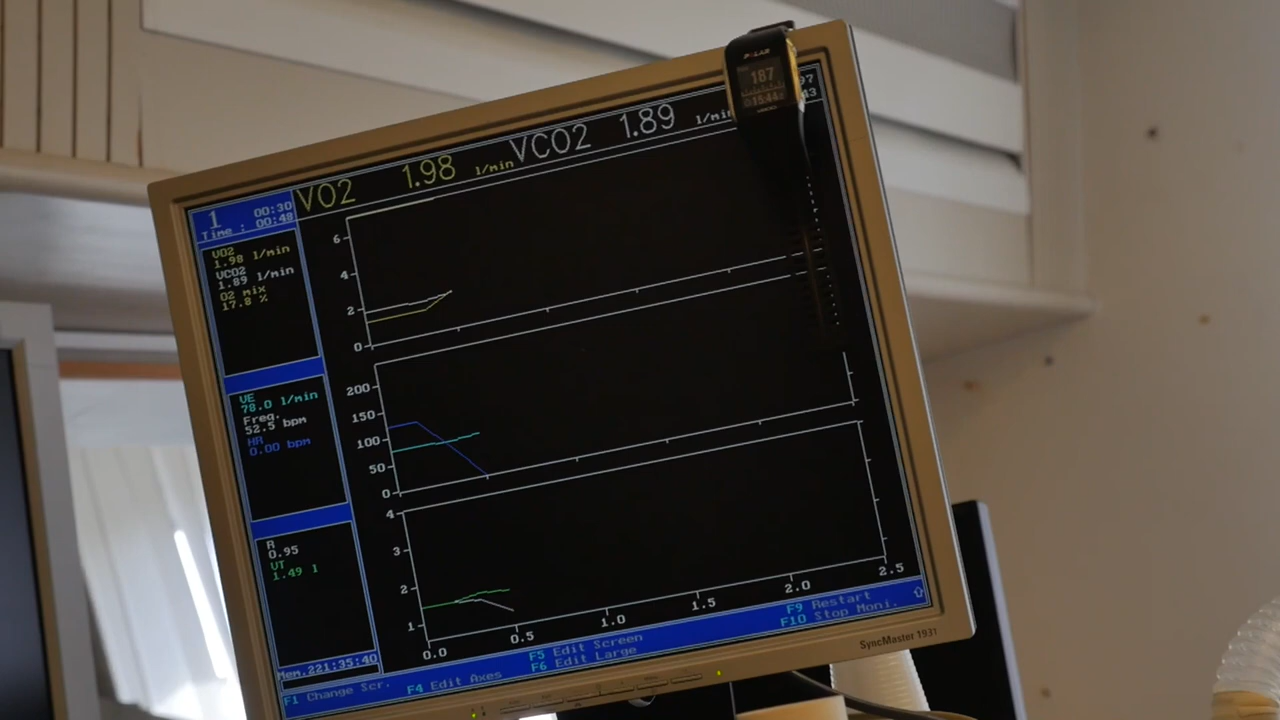 POLAR
187
VO2 1.98 l/min VCO2 1.89 l/min
1 00:30
Time : 00:48
VO2
1.98 l/min
VCO2
1.89 l/min
O2 mix
17.8 %
6
4
2
0
VE
78.0 l/min
Freq.
52.5 bpm
HR
0.00 bpm
200
150
100
50
0
R
0.95
VT
1.49 l
4
3
2
1
0.0 0.5 1.0 1.5 2.0 2.5
Mem.221:35:40
F1 Change Scr.
F4 Edit Axes
F5 Edit Screen
F6 Edit Large
F9 Restart
F10 Stop Moni.
SyncMaster 1931